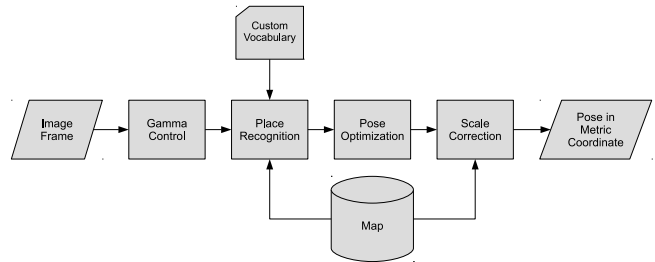 Custom
Vocabulary
Image
Frame
Gamma
Control
Place
Recognition
Pose
Optimization
Scale
Correction
Pose in
Metric
Coordinate
Map